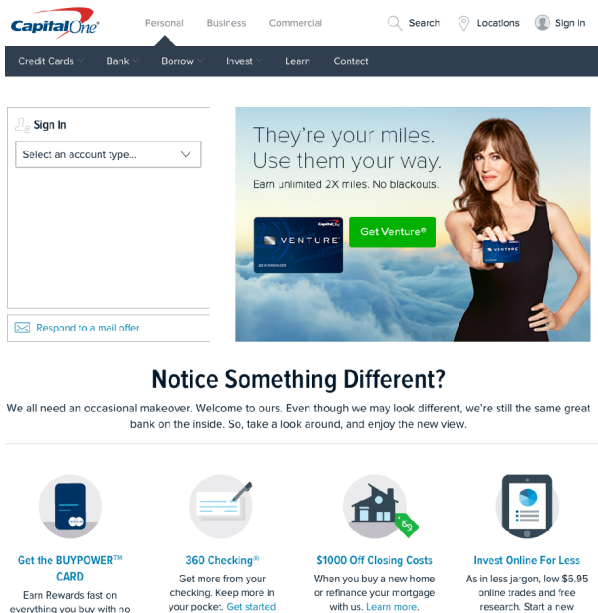 CapitalOne®
Personal Business Commercial
Search Locations Sign In
Credit Cards Bank Borrow Invest Learn Contact
Sign In
Select an account type...
Respond to a mail offer
They're your miles.
Use them your way.
Earn unlimited 2X miles. No blackouts.
Capital One
VENTURE
Get Venture®
VENTURE
Notice Something Different?
We all need an occasional makeover. Welcome to ours. Even though we may look different, we're still the same great
bank on the inside. So, take a look around, and enjoy the new view.
Get the BUYPOWER™
CARD
Earn Rewards fast on
everything you buy with no
360 Checking®
Get more from your
checking. Keep more in
your pocket. Get started
$1000 Off Closing Costs
When you buy a new home
or refinance your mortgage
with us. Learn more.
Invest Online For Less
As in less jargon, low $6.95
online trades and free
research. Start a new